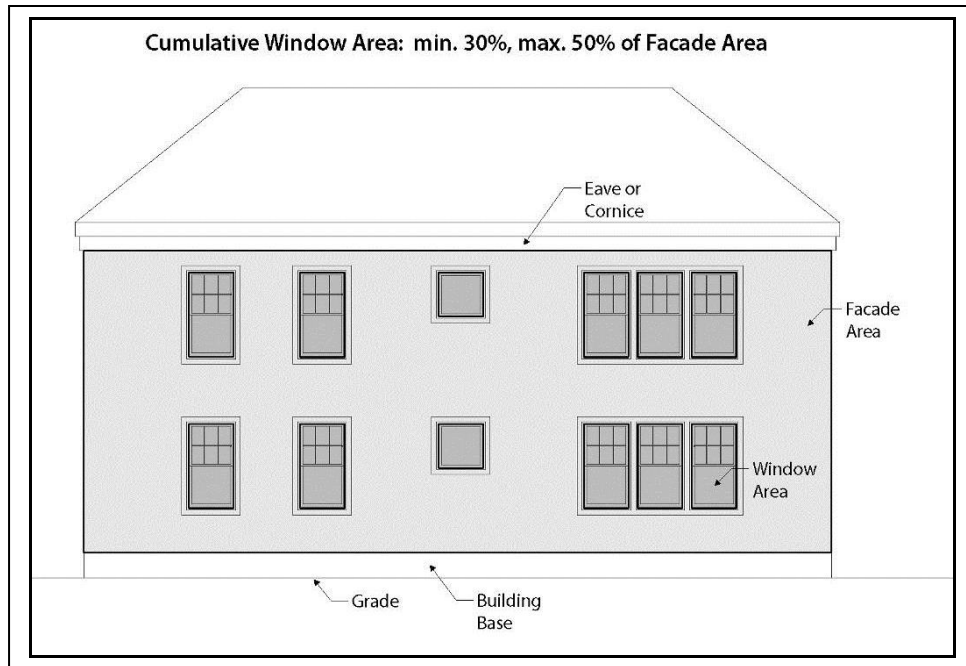 Cumulative Window Area: min. 30%, max. 50% of Facade Area
Eave or
Cornice
Facade
Area
Window
Area
Grade
Building
Base